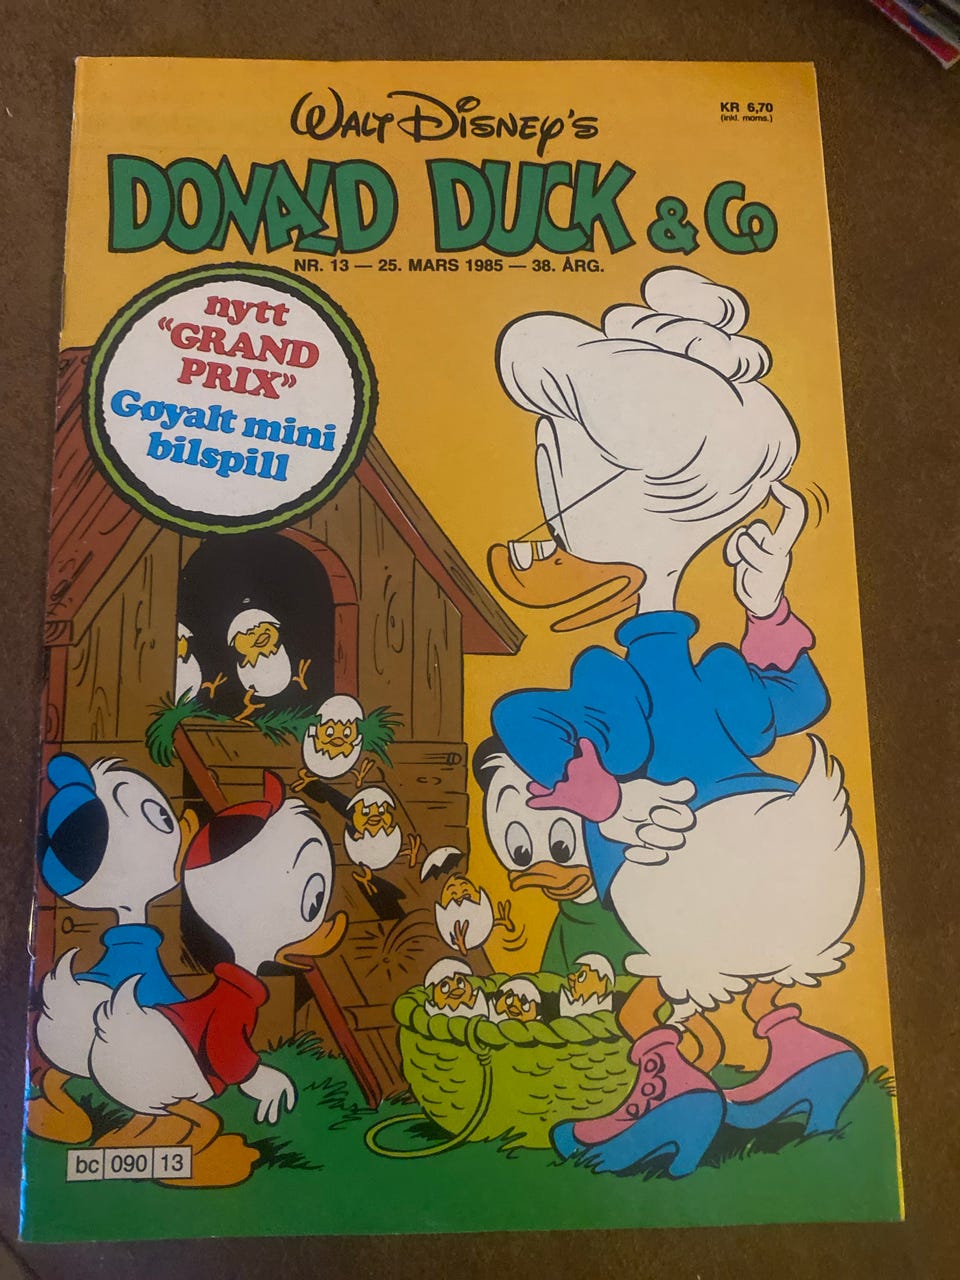 WALT DISNEY'S
KR 6,70
(inkl. moms.)
DONALD DUCK & Co
NR. 13 — 25. MARS 1985 — 38. ÅRG.
nytt
“GRAND
PRIX”
Gøyalt mini
bilspill
bc 090 13